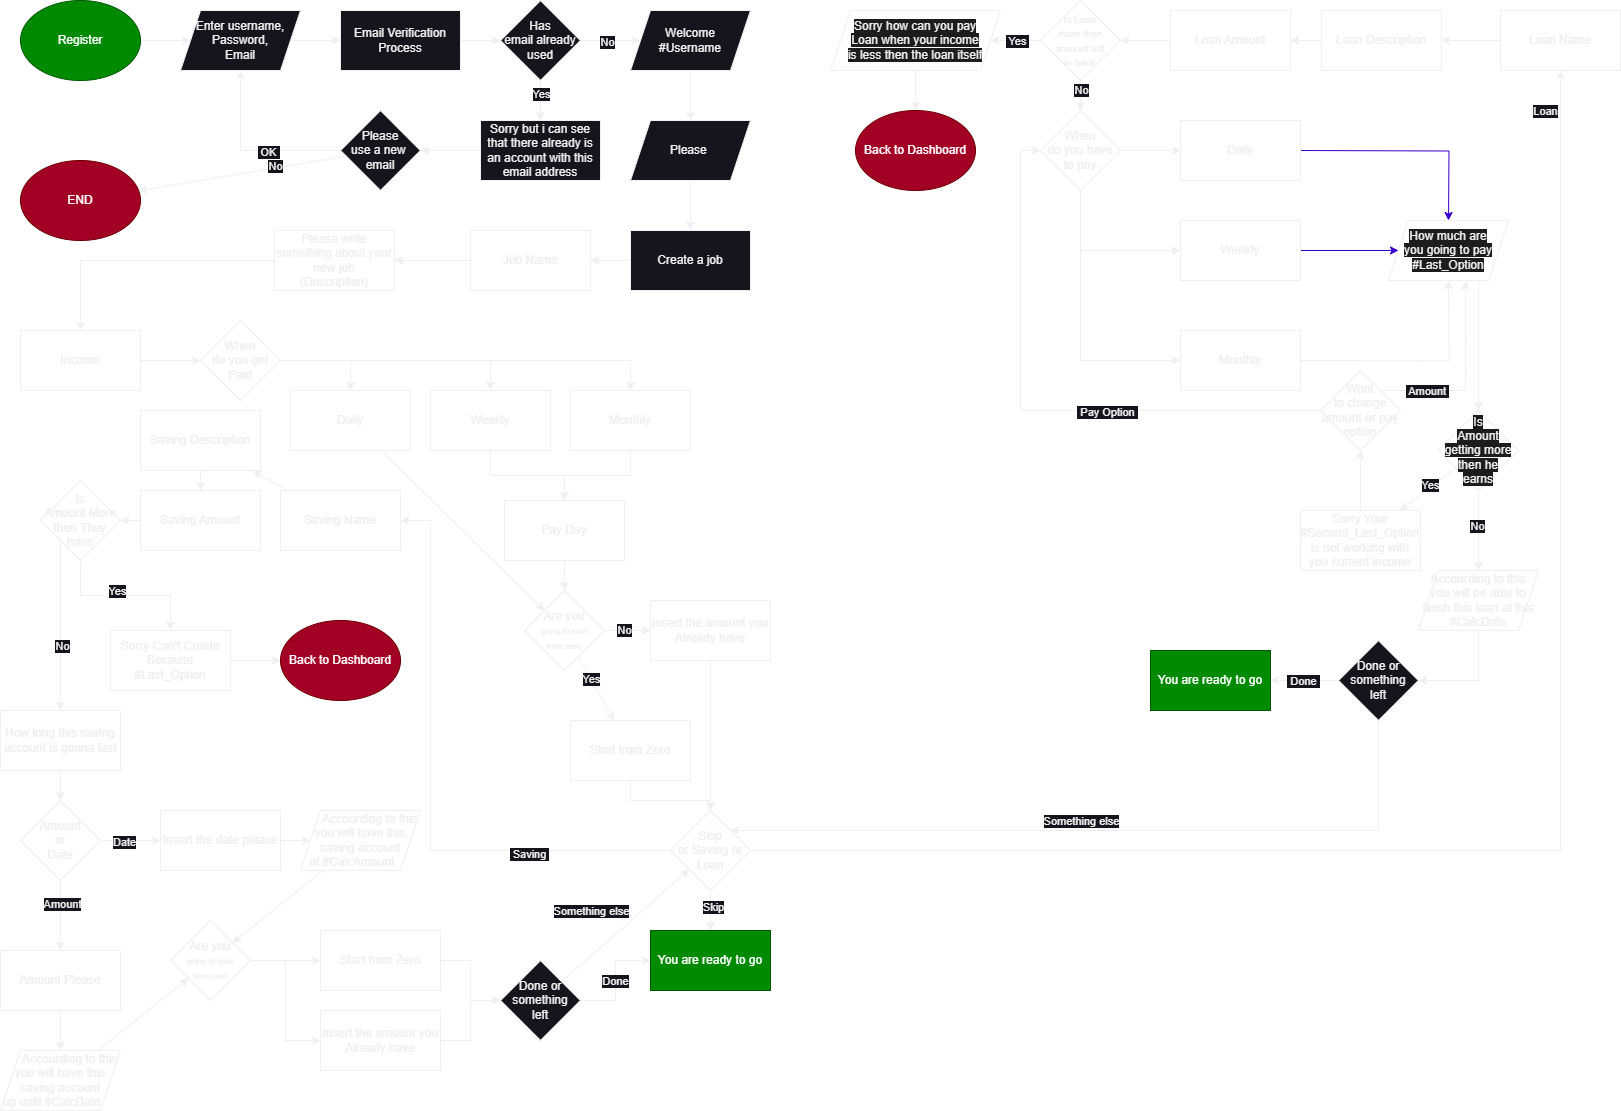 Register
Enter username,
Password,
Email
Email Verification
Process
Has
email already
used
No
Welcome
#Username
Yes
Sorry but i can see
that there already is
an account with this
email address
Please
use a new
email
OK
No
END
Please
Create a job
Job Name
Please write
something about your
new job
(Description)
Income
When
do you get
Paid
Daily
Weekly
Monthly
Pay Day
Are you
going to start
from zero
No
Insert the amount you
Already have
Yes
Start from Zero
Skip
or Saving or
Loan
Saving
Skip
You are ready to go
Saving Name
Saving Description
Saving Amount
Is
Amount More
then They
have
Yes
Sorry Can't Create
Because
#Last_Option
Back to Dashboard
No
How long this saving
account is gonna last
Amount
or
Date
Date
Insert the date please
Accourding to this
you will have this
saving account
of #CalcAmount
Amount
Amount Please
Accourding to this
you will have this
saving account
up until #CalcDate
Are you
going to start
from zero
Start from Zero
Insert the amount you
Already have
Done or
something
left
Something else
Done
Loan
Loan Name
Loan Description
Loan Amount
Is Loan
more then
amount left
in bank
Yes
Sorry how can you pay
Loan when your income
is less then the loan itself
Back to Dashboard
No
When
do you have
to pay
Daily
Weekly
Monthly
How much are
you going to pay
#Last_Option
Is
Amount
getting more
then he
earns
Yes
Sorry Your
#Second_Last_Option
is not working with
you current income
Want
to change
amount or pay
option
Amount
Pay Option
No
Accourding to this
you will be able to
finish this loan at this
#CalcDate
Done or
something
left
Done
You are ready to go
Something else